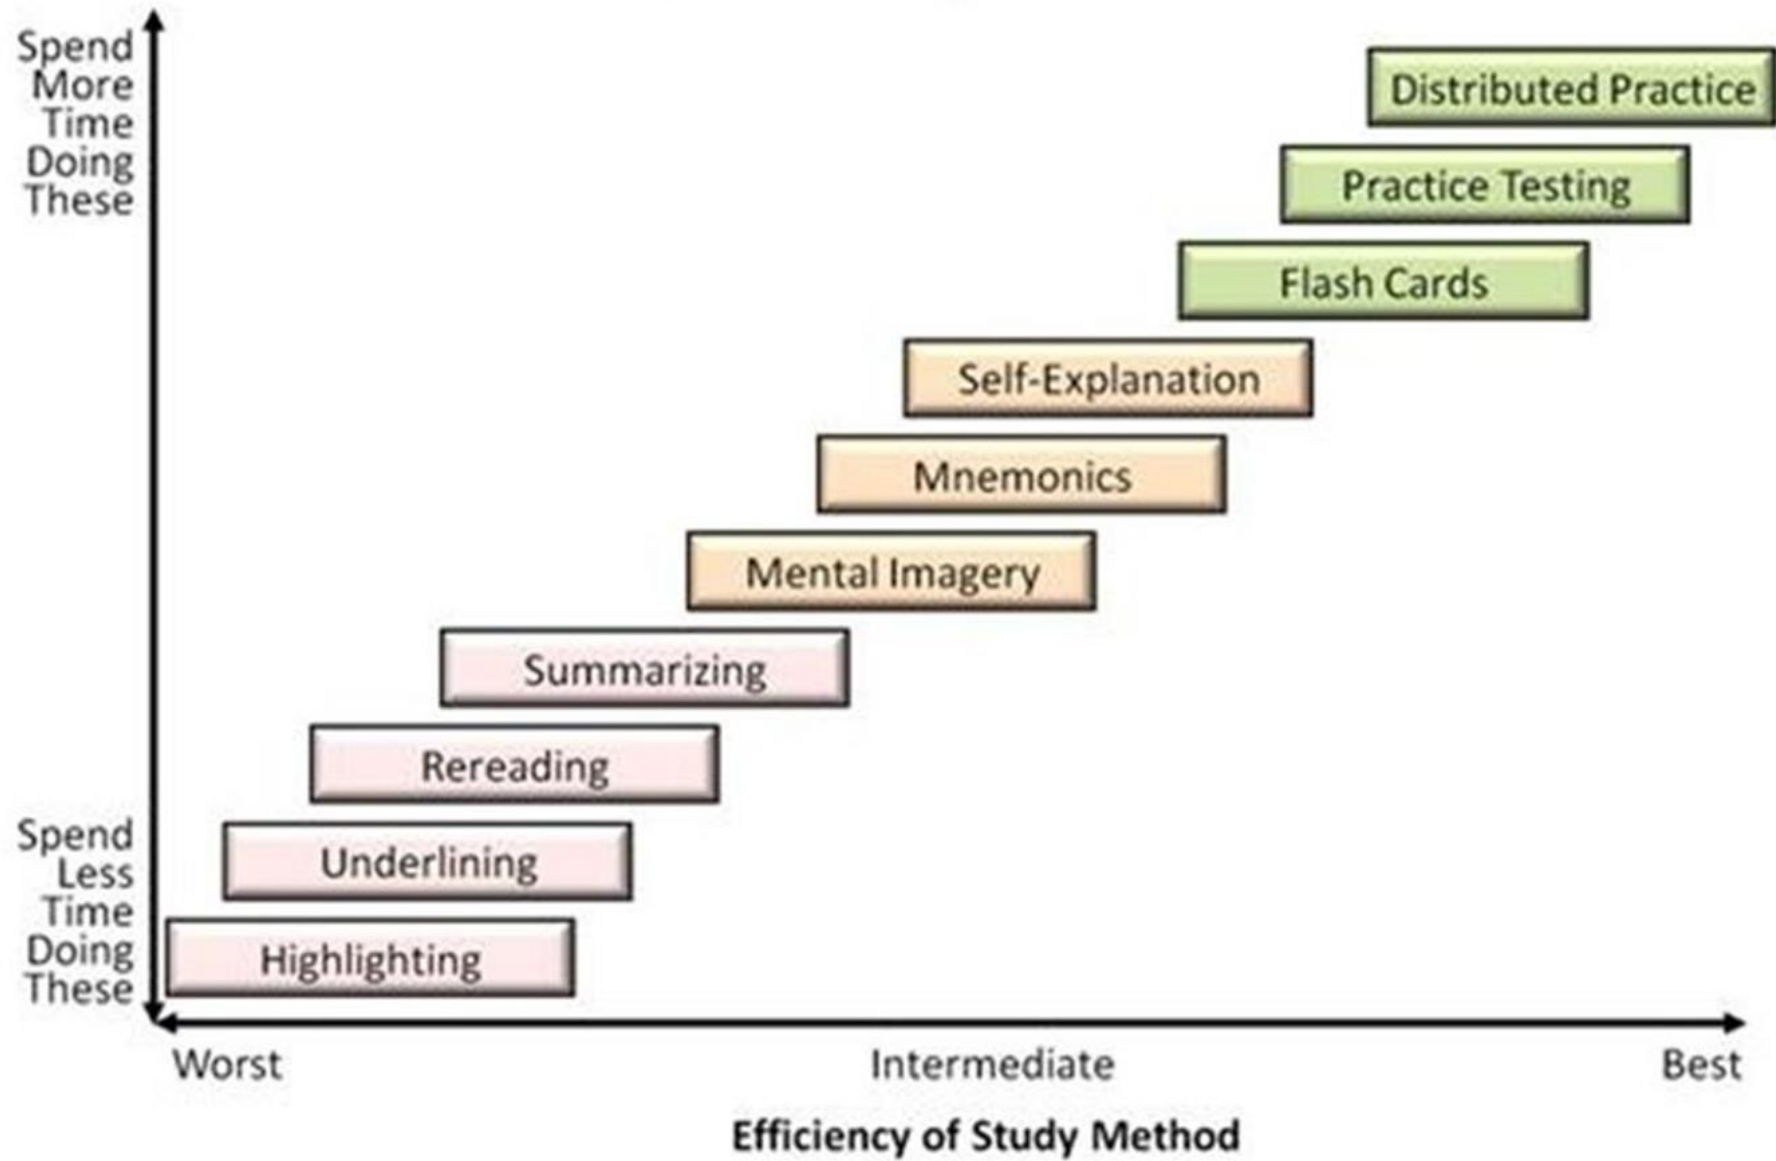 Spend
More
Time
Doing
These
Distributed Practice
Practice Testing
Flash Cards
Self-Explanation
Mnemonics
Mental Imagery
Summarizing
Rereading
Underlining
Highlighting
Spend
Less
Time
Doing
These
Worst
Intermediate
Best
Efficiency of Study Method